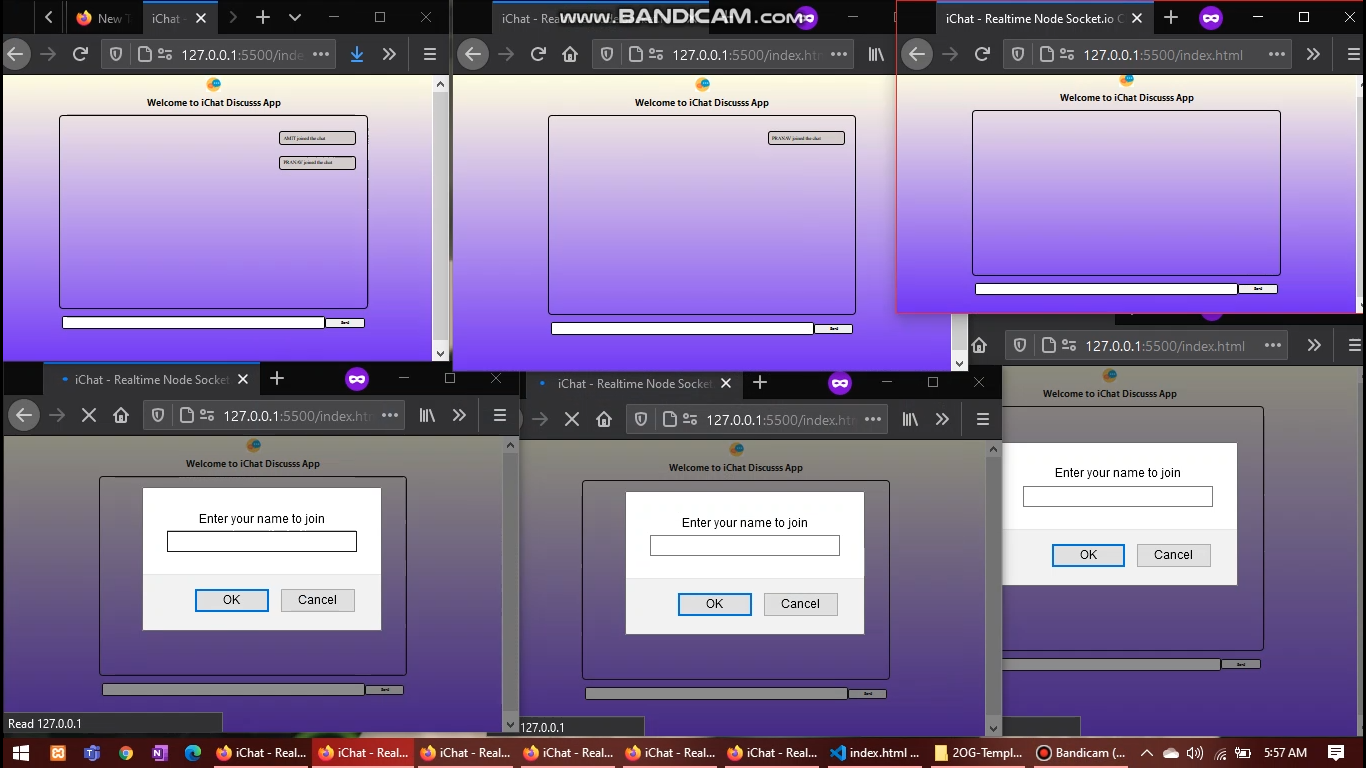 iChat -
iChat - Rea
www.BANDICAM.com
iChat - Realtime Node Socket.io C
127.0.0.1:5500/inde
127.0.0.1:5500/index.ht
127.0.0.1:5500/index.html
Welcome to iChat Discusss App
Welcome to iChat Discusss App
Welcome to iChat Discusss App
AMIT joined the chat
PRANAV joined the chat
PRANAV joined the chat
Send
Send
Send
iChat - Realtime Node Socket
iChat - Realtime Node Socket
127.0.0.1:5500/index.html
127.0.0.1:5500/index.ht
127.0.0.1:5500/index.ht
Welcome to iChat Discusss App
Welcome to iChat Discusss App
Welcome to iChat Discusss App
Enter your name to join
OK Cancel
Enter your name to join
OK Cancel
Enter your name to join
OK Cancel
Send
Send
Send
Read 127.0.0.1
127.0.0.1
iChat - Real...
iChat - Real...
iChat - Real...
iChat - Real...
iChat - Real...
iChat - Real...
index.html ...
2OG-Templ...
Bandicam (...
5:57 AM